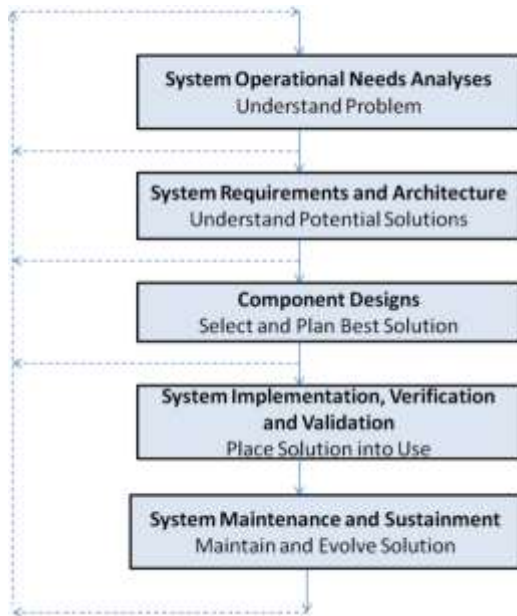 System Operational Needs Analyses
Understand Problem
System Requirements and Architecture
Understand Potential Solutions
Component Designs
Select and Plan Best Solution
System Implementation, Verification
and Validation
Place Solution into Use
System Maintenance and Sustainment
Maintain and Evolve Solution